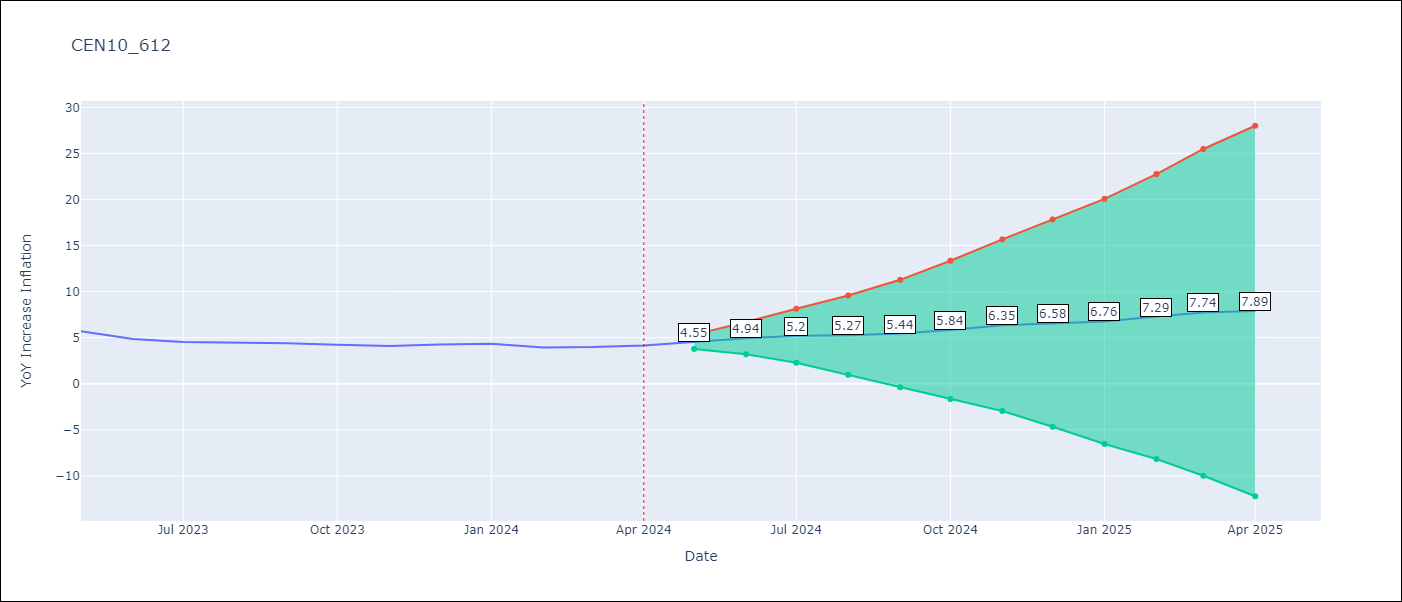 CEN10_612
YoY Increase Inflation
30
25
20
15
10
5
0
−5
−10
4.55
4.94
5.2
5.27
5.44
5.84
6.35
6.58
6.76
7.29
7.74
7.89
Jul 2023
Oct 2023
Jan 2024
Apr 2024
Jul 2024
Oct 2024
Jan 2025
Apr 2025
Date